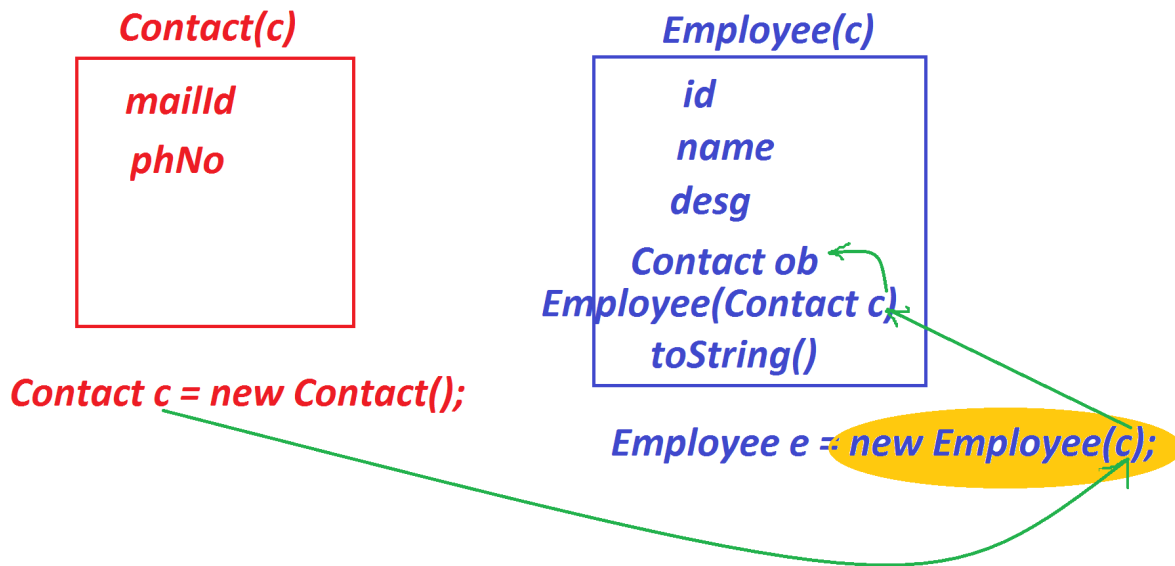 Contact(c)
mailId
phNo
Contact c = new Contact();
Employee(c)
id
name
desg
Contact ob
Employee(Contact c)
toString()
Employee e = new Employee(c);